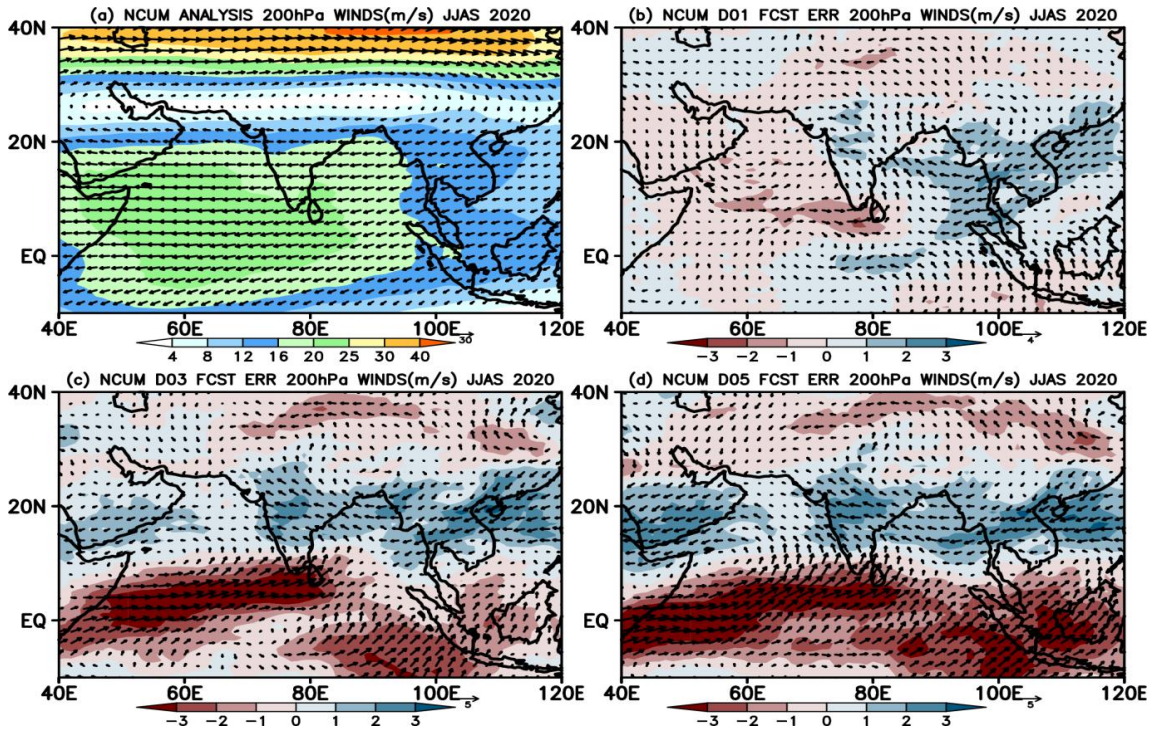 (a) NCUM ANALYSIS 200hPa WINDS(m/s) JJAS 2020
40N
20N
EQ
40E 60E 80E 100E 120E
30
4 8 12 16 20 25 30 40
(b) NCUM D01 FCST ERR 200hPa WINDS(m/s) JJAS 2020
40N
20N
EQ
40E 60E 80E 100E 120E
4
-3 -2 -1 0 1 2 3
(c) NCUM D03 FCST ERR 200hPa WINDS(m/s) JJAS 2020
40N
20N
EQ
40E 60E 80E 100E 120E
5
-3 -2 -1 0 1 2 3
(d) NCUM D05 FCST ERR 200hPa WINDS(m/s) JJAS 2020
40N
20N
EQ
40E 60E 80E 100E 120E
5
-3 -2 -1 0 1 2 3